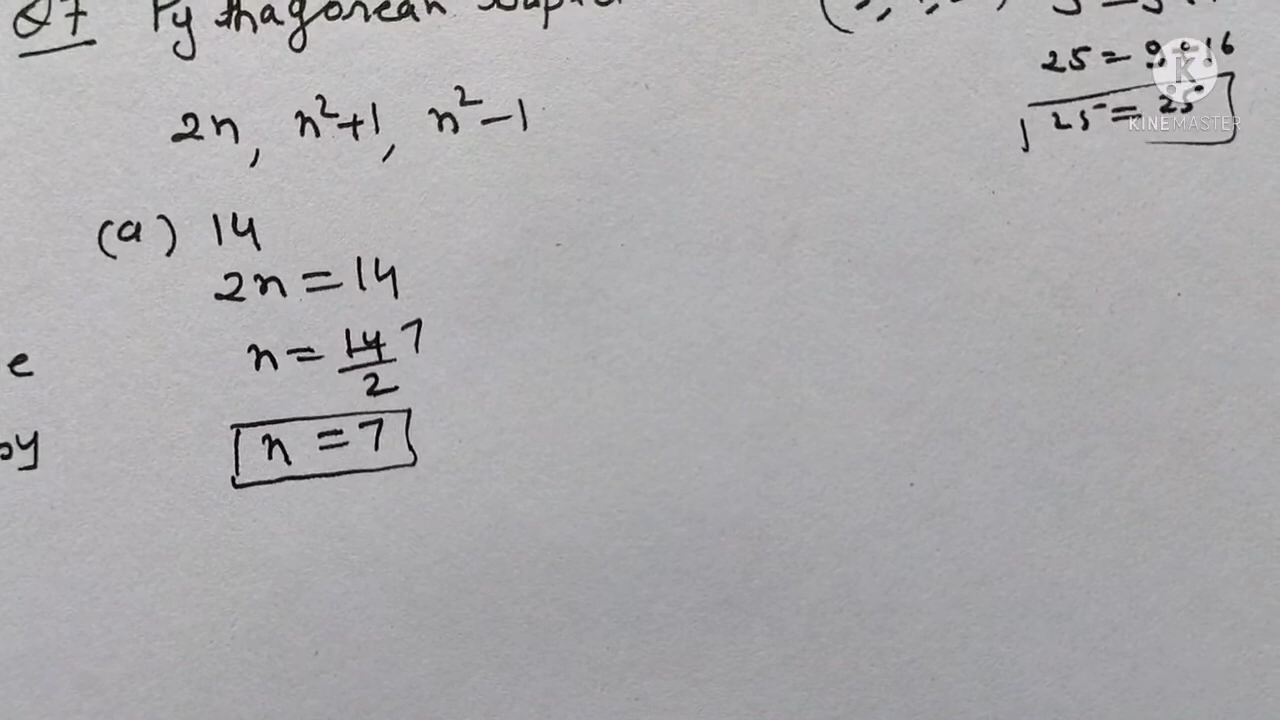 Q7 Pythagorean
2n, n²+1, n²-1
(a) 14
2n = 14
n = 14/2 7
n = 7
e
by
25 = 9+16
25 = 25
KINEMASTER